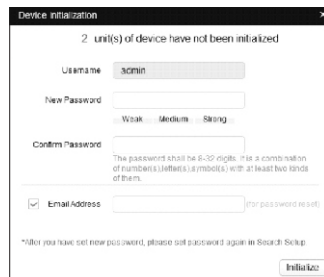 Device Initialization
2 unit(s) of device have not been initialized
Username admin
New Password
Weak Medium Strong
Confirm Password
The password shall be 8-32 digits. It is a combination
of number(s),letter(s),symbol(s) with at least two kinds
of them.
Email Address (for password reset)
*After you have set new password, please set password again in Search Setup.
Initialize